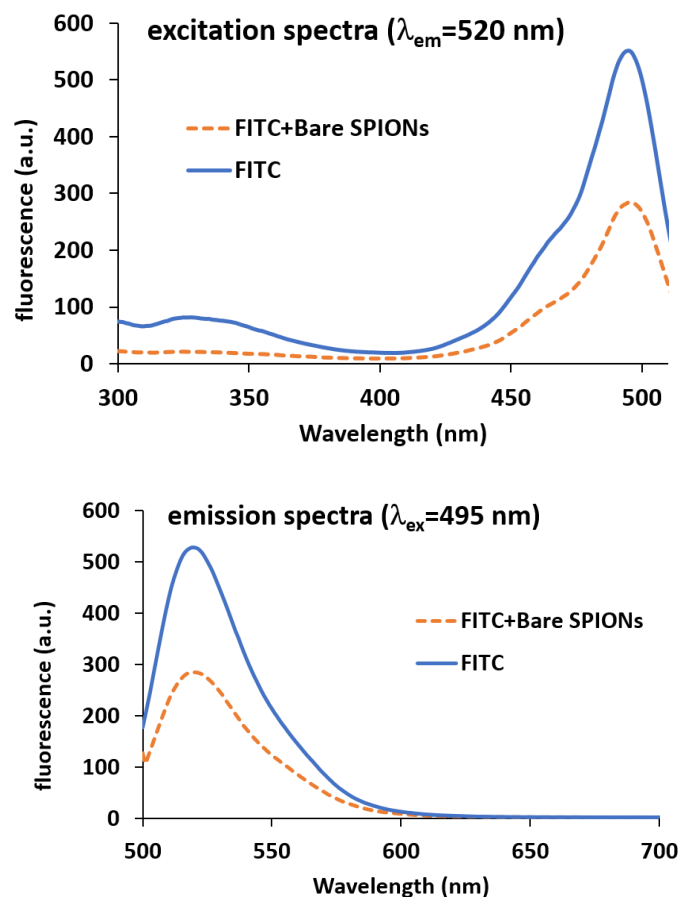 excitation spectra (λem=520 nm)
600
500
400
300
200
100
0
fluorescence (a.u.)
FITC+Bare SPIONs
FITC
300 350 400 450 500
Wavelength (nm)
emission spectra (λex=495 nm)
600
500
400
300
200
100
0
fluorescence (a.u.)
FITC+Bare SPIONs
FITC
500 550 600 650 700
Wavelength (nm)